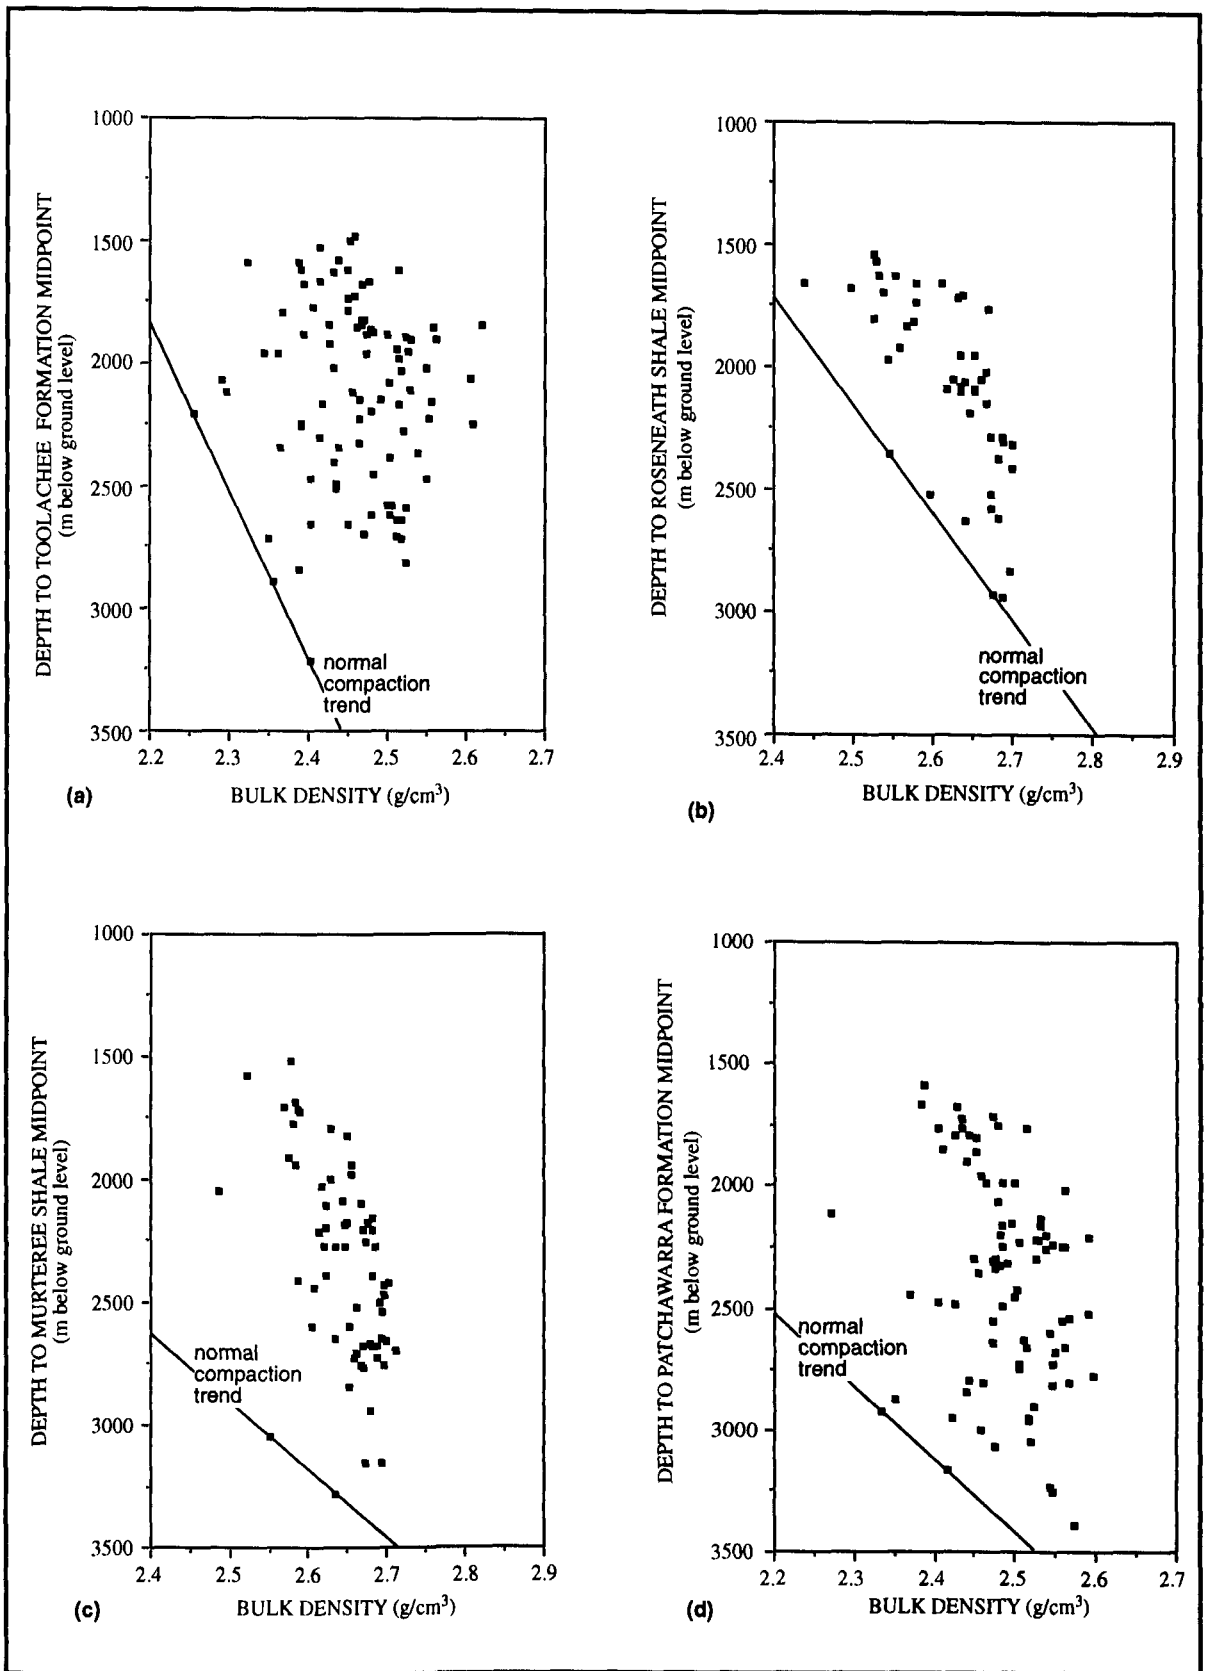 DEPTH TO TOOLACHEE FORMATION MIDPOINT
(m below ground level)
1000
1500
2000
2500
3000
3500
normal
compaction
trend
2.2
2.3
2.4
2.5
2.6
2.7
(a)
BULK DENSITY (g/cm³)
DEPTH TO ROSENEATH SHALE MIDPOINT
(m below ground level)
1000
1500
2000
2500
3000
3500
normal
compaction
trend
2.4
2.5
2.6
2.7
2.8
2.9
(b)
BULK DENSITY (g/cm³)
DEPTH TO MURTEREE SHALE MIDPOINT
(m below ground level)
1000
1500
2000
2500
3000
3500
normal
compaction
trend
2.4
2.5
2.6
2.7
2.8
2.9
(c)
BULK DENSITY (g/cm³)
DEPTH TO PATCHAWARRA FORMATION MIDPOINT
(m below ground level)
1000
1500
2000
2500
3000
3500
normal
compaction
trend
2.2
2.3
2.4
2.5
2.6
2.7
(d)
BULK DENSITY (g/cm³)